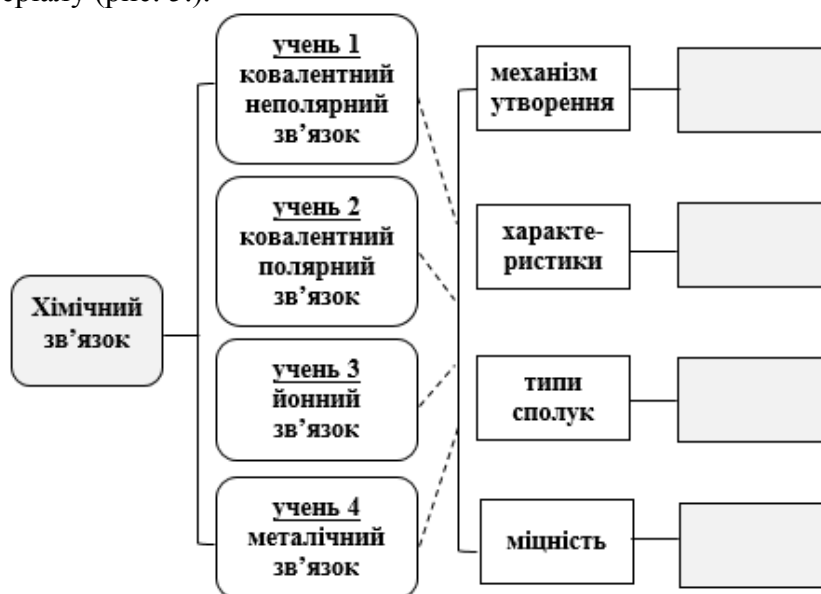 (рис. 3.).
учень 1
ковалентний
неполярний
зв’язок
учень 2
ковалентний
полярний
зв’язок
Хімічний
зв’язок
учень 3
йонний
зв’язок
учень 4
металічний
зв’язок
механізм
утворення
характе-
ристики
типи
сполук
міцність